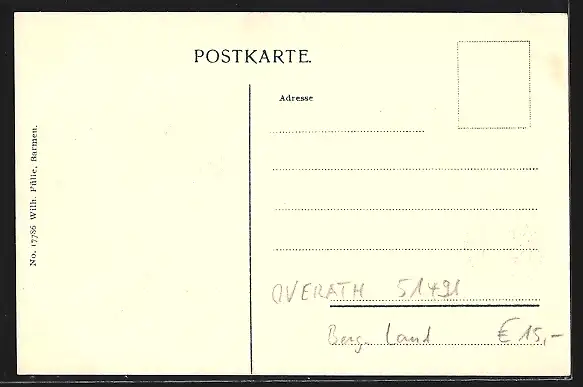 POSTKARTE.
Adresse
No. 17786 Wilh. Fülle, Barmen.
OVERATH 51491
Berg. Land € 15,-